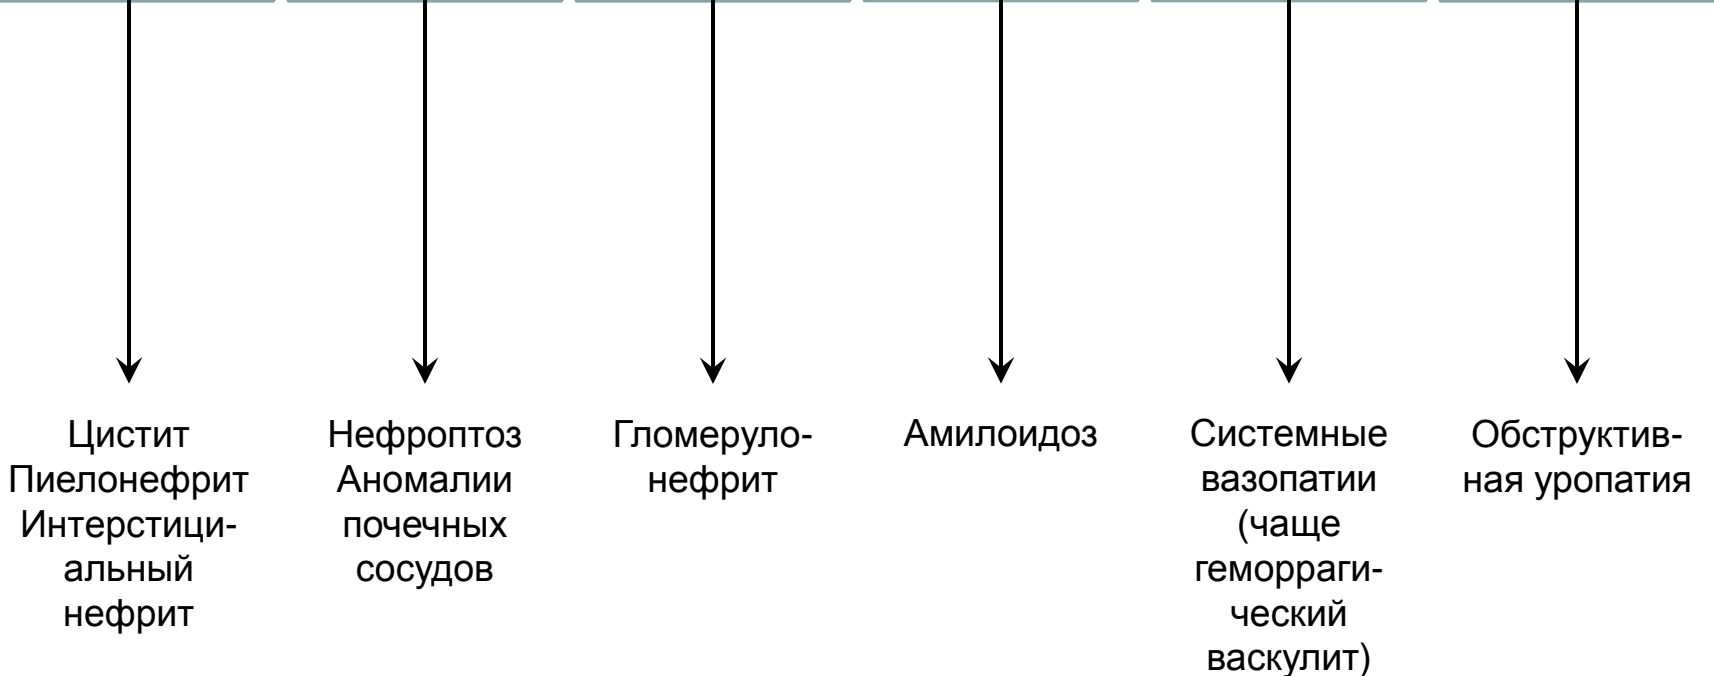 Цистит
Пиелонефрит
Интерстици-
альный
нефрит
Нефроптоз
Аномалии
почечных
сосудов
Гломеруло-
нефрит
Амилоидоз
Системные
вазопатии
(чаще
геморраги-
ческий
васкулит)
Обструктив-
ная уропатия